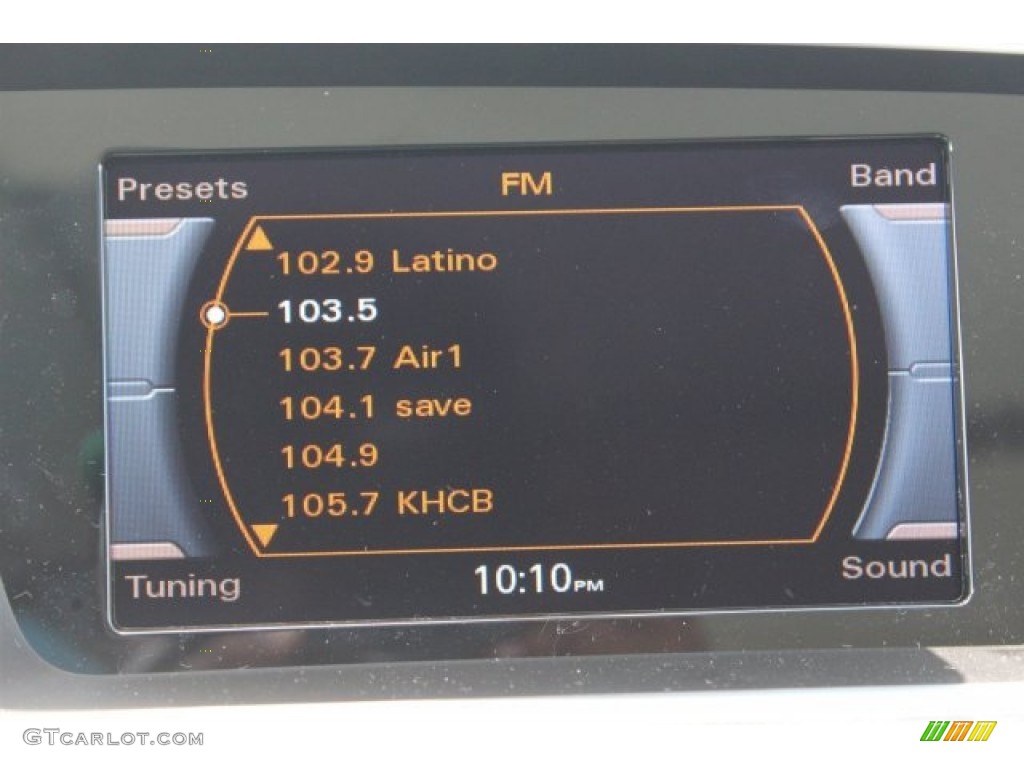 Presets FM Band
102.9 Latino
103.5
103.7 Air1
104.1 save
104.9
105.7 KHCB
Tuning 10:10PM Sound
GTCARLOT.COM